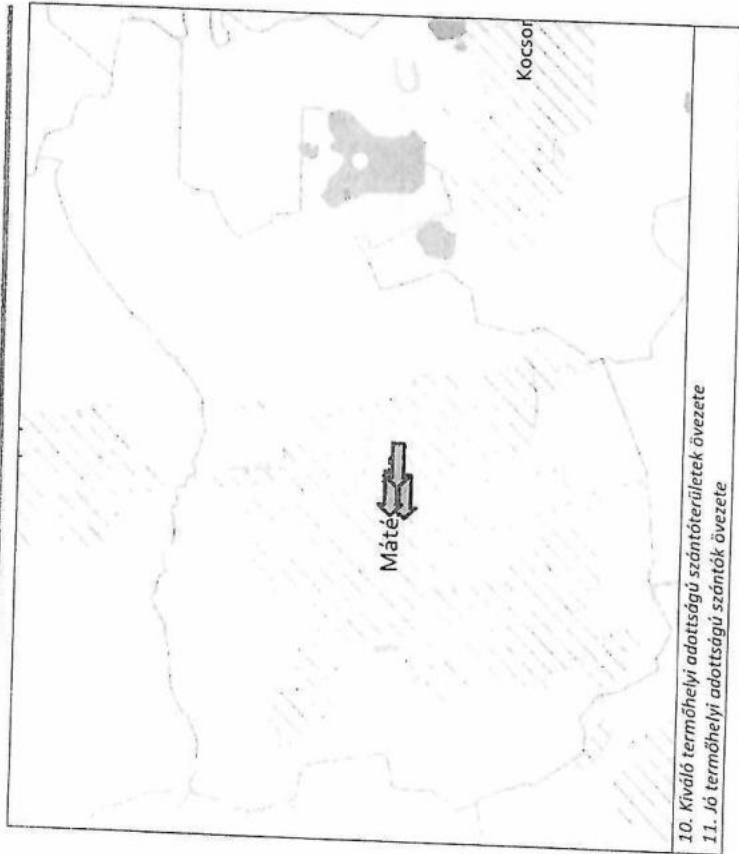 Kocsor
Máté
10. Kiváló termőhelyi adottságú szántóterületek övezete
11. Jó termőhelyi adottságú szántók övezete